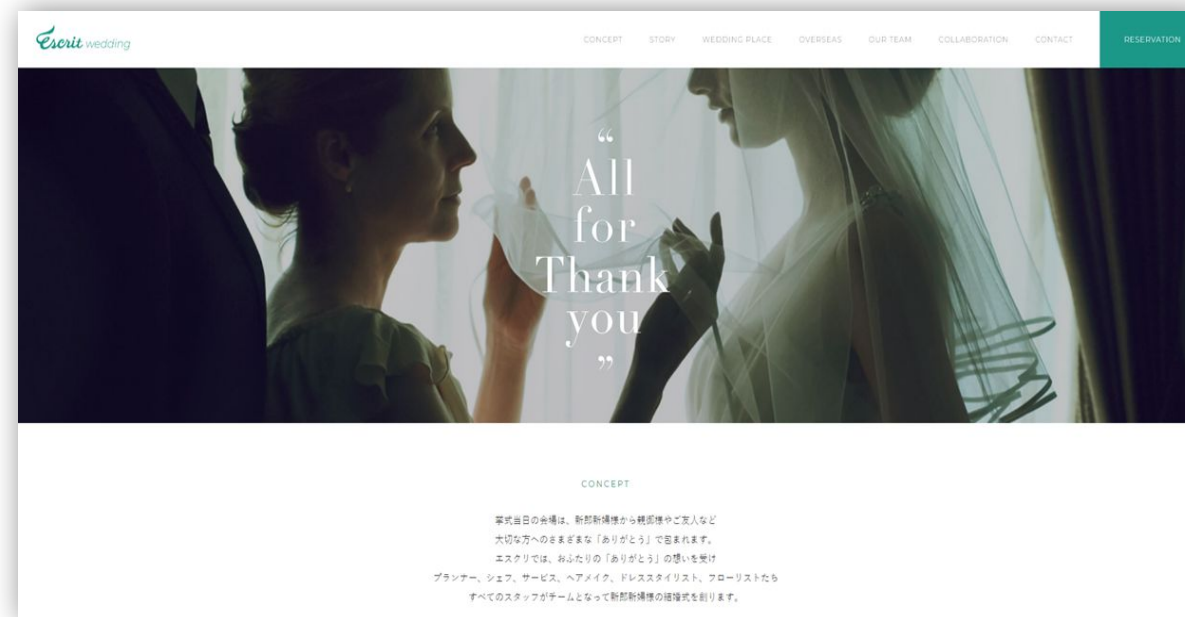 Escrit wedding
CONCEPT STORY WEDDING PLACE OVERSEAS OUR TEAM COLLABORATION CONTACT RESERVATION
“
All
for
Thank
you
”
CONCEPT
挙式当日の会場は、新郎新婦様から親御様やご友人など
大切な方へのさまざまな「ありがとう」で包まれます。
エスクリでは、おふたりの「ありがとう」の想いを受け
プランナー、シェフ、サービス、ヘアメイク、ドレススタイリスト、フローリストたち
すべてのスタッフがチームとなって新郎新婦様の結婚式を創ります。